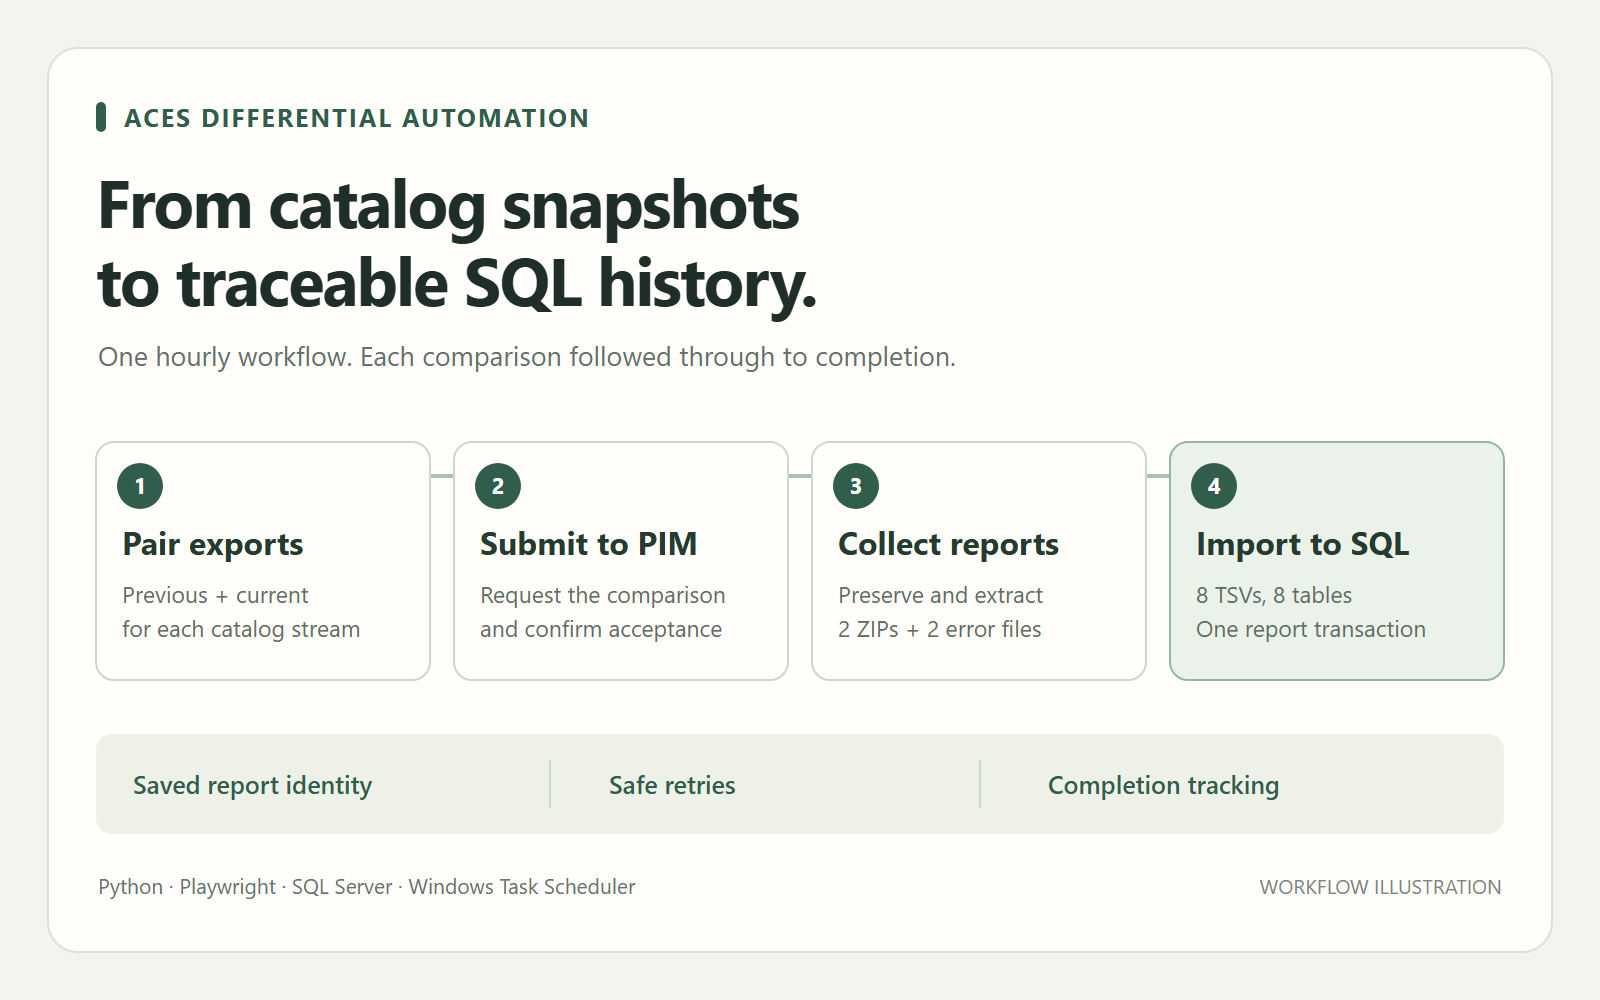 ACES DIFFERENTIAL AUTOMATION
From catalog snapshots
to traceable SQL history.
One hourly workflow. Each comparison followed through to completion.
1
Pair exports
Previous + current
for each catalog stream
2
Submit to PIM
Request the comparison
and confirm acceptance
3
Collect reports
Preserve and extract
2 ZIPs + 2 error files
4
Import to SQL
8 TSVs, 8 tables
One report transaction
Saved report identity
Safe retries
Completion tracking
Python · Playwright · SQL Server · Windows Task Scheduler
WORKFLOW ILLUSTRATION